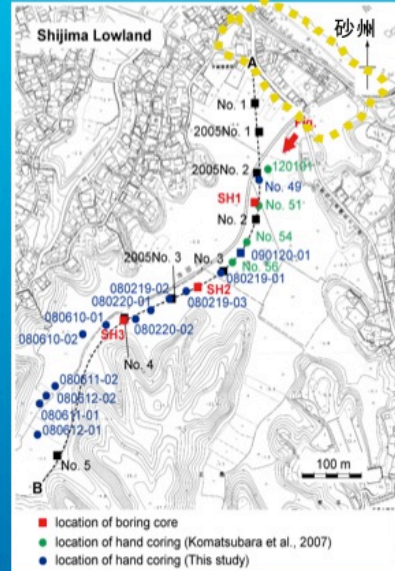 Shijima Lowland
砂州
A
No. 1
2005No. 1
2005No. 2
120101
No. 49
SH1
No. 51
No. 2
No. 54
2005No. 3
No. 3
090120-01
No. 56
080219-02
080219-01
080220-01
SH2
080219-03
080610-01
080220-02
080610-02
SH3
No. 4
080611-02
080612-02
080611-01
080612-01
No. 5
B
100 m
location of boring core
location of hand coring (Komatsubara et al., 2007)
location of hand coring (This study)